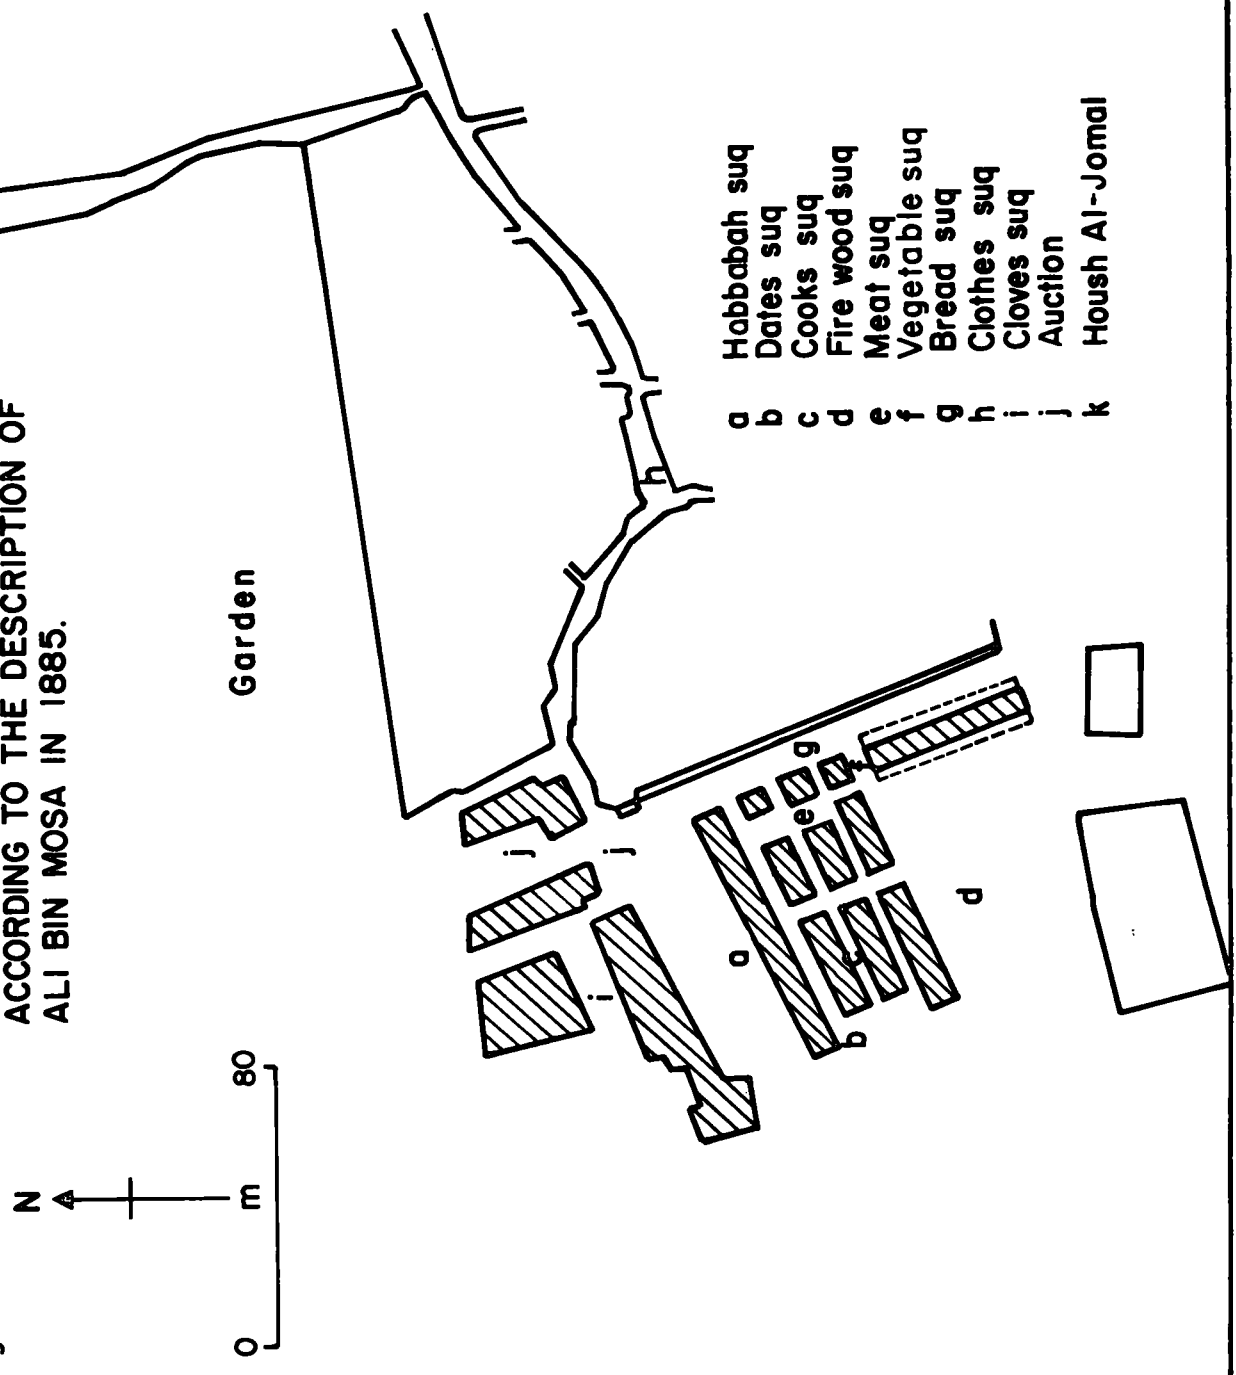 ACCORDING TO THE DESCRIPTION OF
ALI BIN MOSA IN 1885.
N
0 m 80
Garden
h
g
f
e
j
j
d
a
c
i
b
a Habbabah suq
b Dates suq
c Cooks suq
d Fire wood suq
e Meat suq
f Vegetable suq
g Bread suq
h Clothes suq
i Cloves suq
j Auction
k Housh Al-Jomal